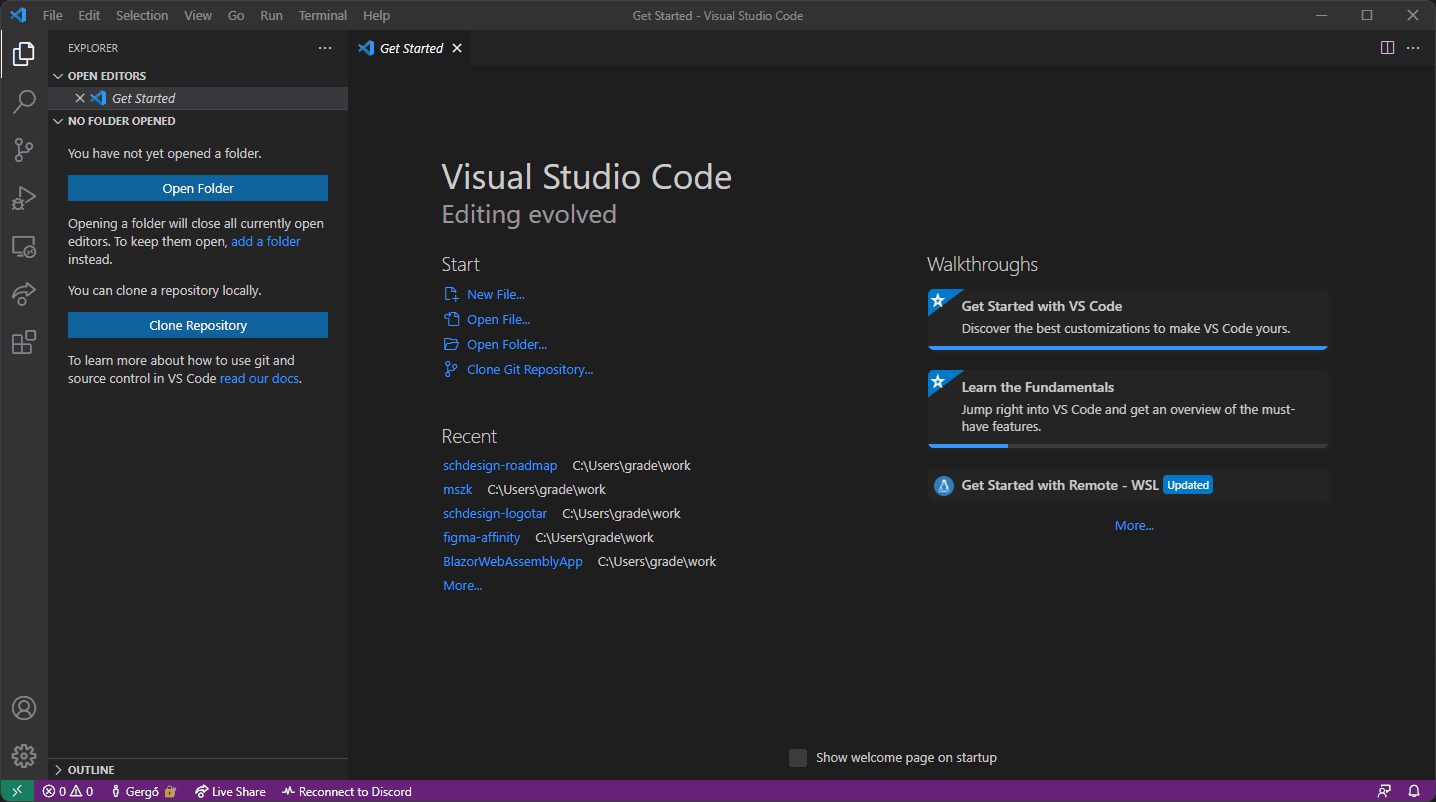 File Edit Selection View Go Run Terminal Help
Get Started - Visual Studio Code
EXPLORER
Get Started
OPEN EDITORS
Get Started
NO FOLDER OPENED
You have not yet opened a folder.
Open Folder
Opening a folder will close all currently open
editors. To keep them open, add a folder
instead.
You can clone a repository locally.
Clone Repository
To learn more about how to use git and
source control in VS Code read our docs.
OUTLINE
Visual Studio Code
Editing evolved
Start
New File...
Open File...
Open Folder...
Clone Git Repository...
Recent
schdesign-roadmap C:\Users\grade\work
mszk C:\Users\grade\work
schdesign-logotar C:\Users\grade\work
figma-affinity C:\Users\grade\work
BlazorWebAssemblyApp C:\Users\grade\work
More...
Walkthroughs
Get Started with VS Code
Discover the best customizations to make VS Code yours.
Learn the Fundamentals
Jump right into VS Code and get an overview of the must-
have features.
Get Started with Remote - WSL Updated
More...
Show welcome page on startup
0 0 Gergő Live Share Reconnect to Discord